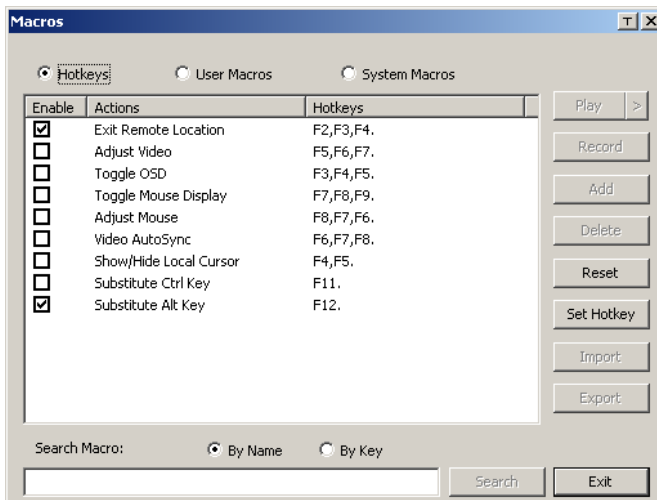 Macros T X
Hotkeys User Macros System Macros
Enable Actions Hotkeys Play >
Exit Remote Location F2,F3,F4.
Adjust Video F5,F6,F7. Record
Toggle OSD F3,F4,F5.
Toggle Mouse Display F7,F8,F9. Add
Adjust Mouse F8,F7,F6.
Video AutoSync F6,F7,F8. Delete
Show/Hide Local Cursor F4,F5.
Substitute Ctrl Key F11. Reset
Substitute Alt Key F12. Set Hotkey
Import
Export
Search Macro: By Name By Key
Search Exit